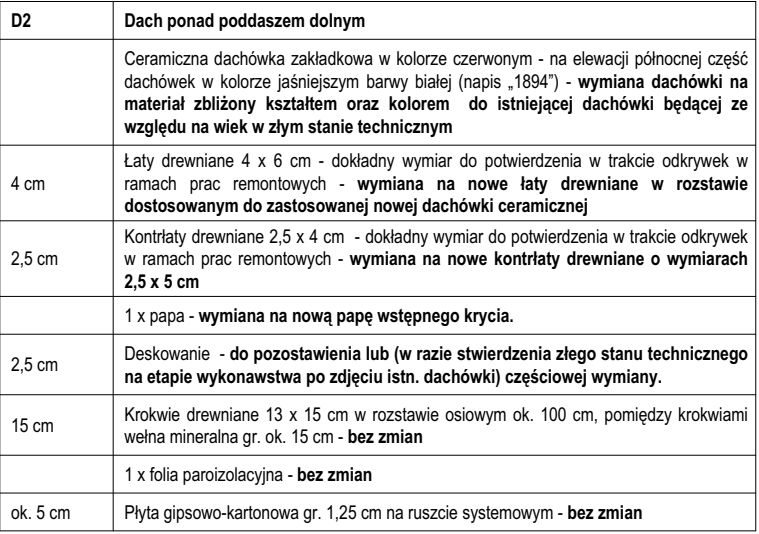 D2 Dach ponad poddaszem dolnym
Ceramiczna dachówka zakładkowa w kolorze czerwonym - na elewacji północnej część
dachówek w kolorze jaśniejszym barwy białej (napis „1894”) - wymiana dachówki na
materiał zbliżony kształtem oraz kolorem do istniejącej dachówki będącej ze
względu na wiek w złym stanie technicznym
4 cm
Łaty drewniane 4 x 6 cm - dokładny wymiar do potwierdzenia w trakcie odkrywek w
ramach prac remontowych - wymiana na nowe łaty drewniane w rozstawie
dostosowanym do zastosowanej nowej dachówki ceramicznej
2,5 cm
Kontrłaty drewniane 2,5 x 4 cm - dokładny wymiar do potwierdzenia w trakcie odkrywek
w ramach prac remontowych - wymiana na nowe kontrłaty drewniane o wymiarach
2,5 x 5 cm
1 x papa - wymiana na nową papę wstępnego krycia.
2,5 cm
Deskowanie - do pozostawienia lub (w razie stwierdzenia złego stanu technicznego
na etapie wykonawstwa po zdjęciu istn. dachówki) częściowej wymiany.
15 cm
Krokwie drewniane 13 x 15 cm w rozstawie osiowym ok. 100 cm, pomiędzy krokwiami
wełna mineralna gr. ok. 15 cm - bez zmian
1 x folia paroizolacyjna - bez zmian
ok. 5 cm Płyta gipsowo-kartonowa gr. 1,25 cm na ruszcie systemowym - bez zmian